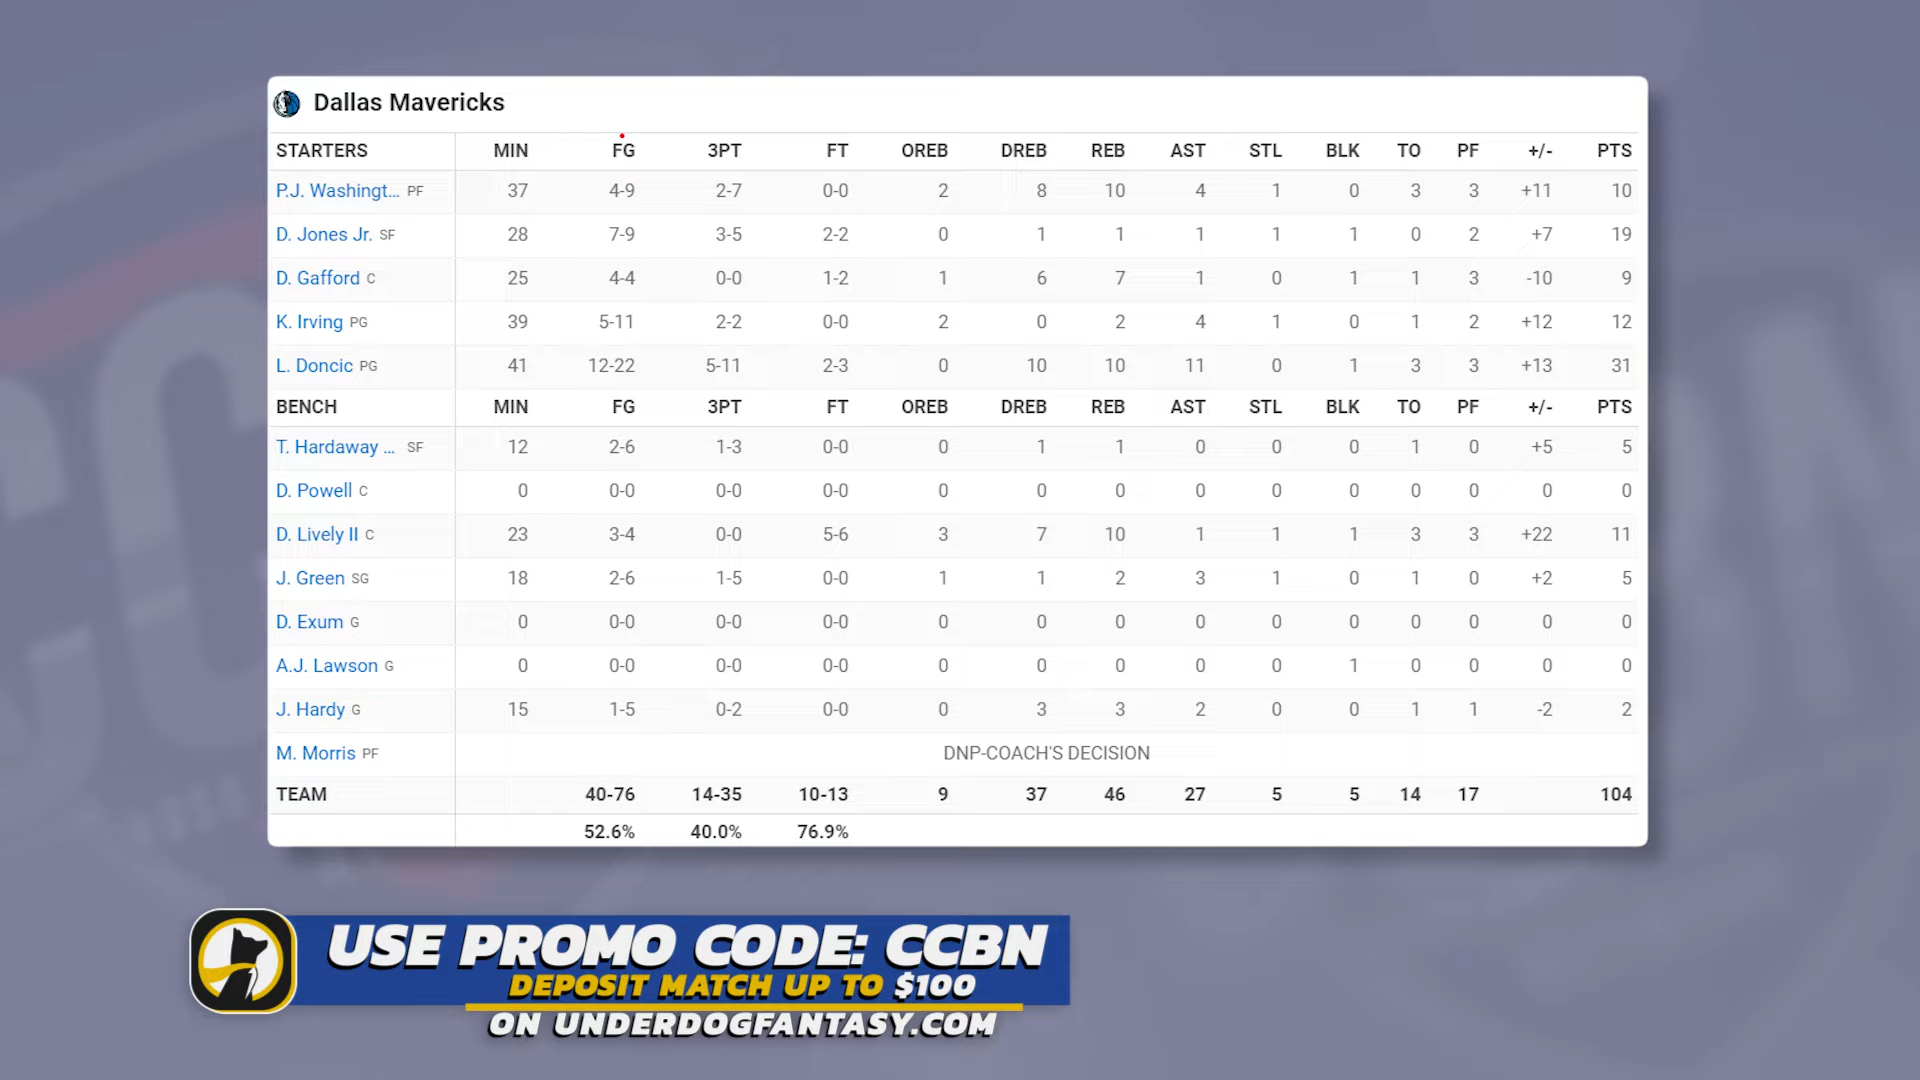 Dallas Mavericks
STARTERS MIN FG 3PT FT OREB DREB REB AST STL BLK TO PF +/- PTS
P.J. Washingt... PF 37 4-9 2-7 0-0 2 8 10 4 1 0 3 3 +11 10
D. Jones Jr. SF 28 7-9 3-5 2-2 0 1 1 1 1 1 0 2 +7 19
D. Gafford C 25 4-4 0-0 1-2 1 6 7 1 0 1 1 3 -10 9
K. Irving PG 39 5-11 2-2 0-0 2 0 2 4 1 0 1 2 +12 12
L. Doncic PG 41 12-22 5-11 2-3 0 10 10 11 0 1 3 3 +13 31
BENCH MIN FG 3PT FT OREB DREB REB AST STL BLK TO PF +/- PTS
T. Hardaway ... SF 12 2-6 1-3 0-0 0 1 1 0 0 0 1 0 +5 5
D. Powell C 0 0-0 0-0 0-0 0 0 0 0 0 0 0 0 0 0
D. Lively II C 23 3-4 0-0 5-6 3 7 10 1 1 1 3 3 +22 11
J. Green SG 18 2-6 1-5 0-0 1 1 2 3 1 0 1 0 +2 5
D. Exum G 0 0-0 0-0 0-0 0 0 0 0 0 0 0 0 0 0
A.J. Lawson G 0 0-0 0-0 0-0 0 0 0 0 0 1 0 0 0 0
J. Hardy G 15 1-5 0-2 0-0 0 3 3 2 0 0 1 1 -2 2
M. Morris PF DNP-COACH'S DECISION
TEAM 40-76 14-35 10-13 9 37 46 27 5 5 14 17 104
52.6% 40.0% 76.9%
USE PROMO CODE: CCBN
DEPOSIT MATCH UP TO $100
ON UNDERDOGFANTASY.COM